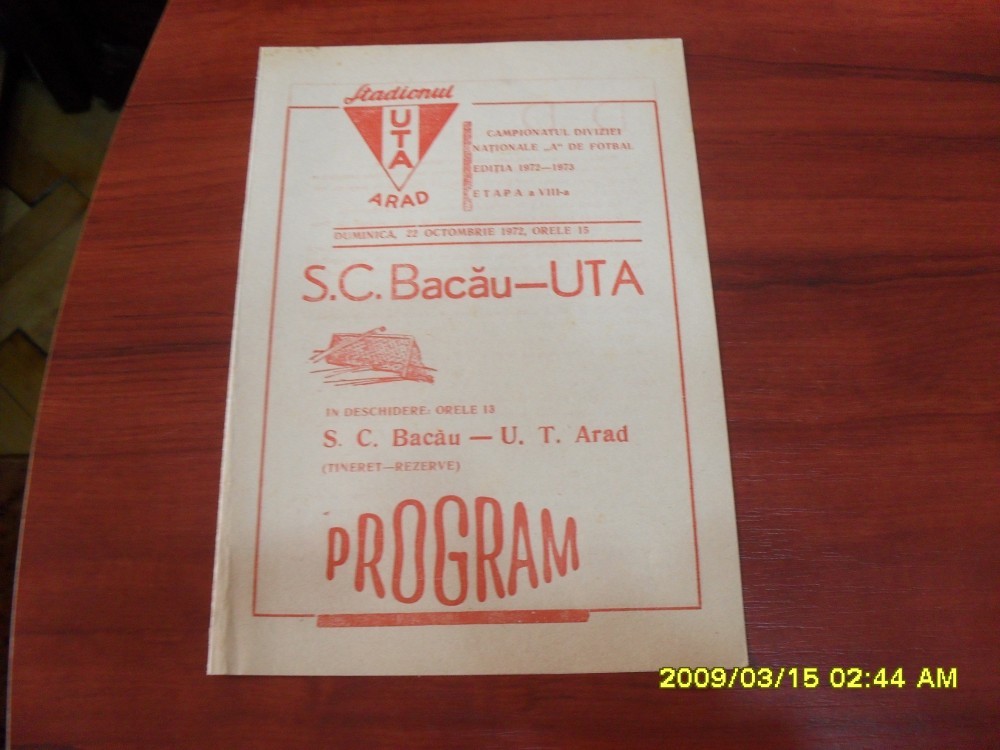 Stadionul
UTA
ARAD
CAMPIONATUL DIVIZIEI
NAȚIONALE „A" DE FOTBAL
EDIȚIA 1972—1973
ETAPA a VIII-a
DUMINICA, 22 OCTOMBRIE 1972, ORELE 15
S.C. Bacău—UTA
IN DESCHIDERE: ORELE 13
S. C. Bacău — U. T. Arad
(TINERET—REZERVE)
PROGRAM
2009/03/15 02:44 AM